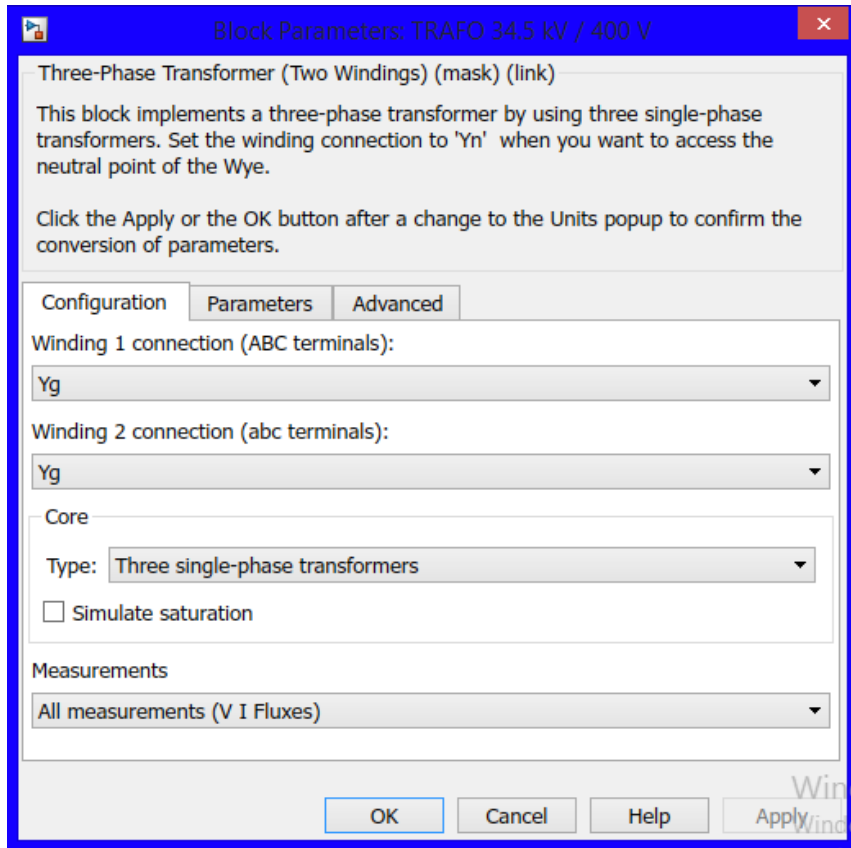 Block Parameters: TRAFO 34.5 kV / 400 V
Three-Phase Transformer (Two Windings) (mask) (link)
This block implements a three-phase transformer by using three single-phase
transformers. Set the winding connection to 'Yn' when you want to access the
neutral point of the Wye.
Click the Apply or the OK button after a change to the Units popup to confirm the
conversion of parameters.
Configuration Parameters Advanced
Winding 1 connection (ABC terminals):
Yg
Winding 2 connection (abc terminals):
Yg
Core
Type: Three single-phase transformers
Simulate saturation
Measurements
All measurements (V I Fluxes)
Win
OK Cancel Help Apply
Wind